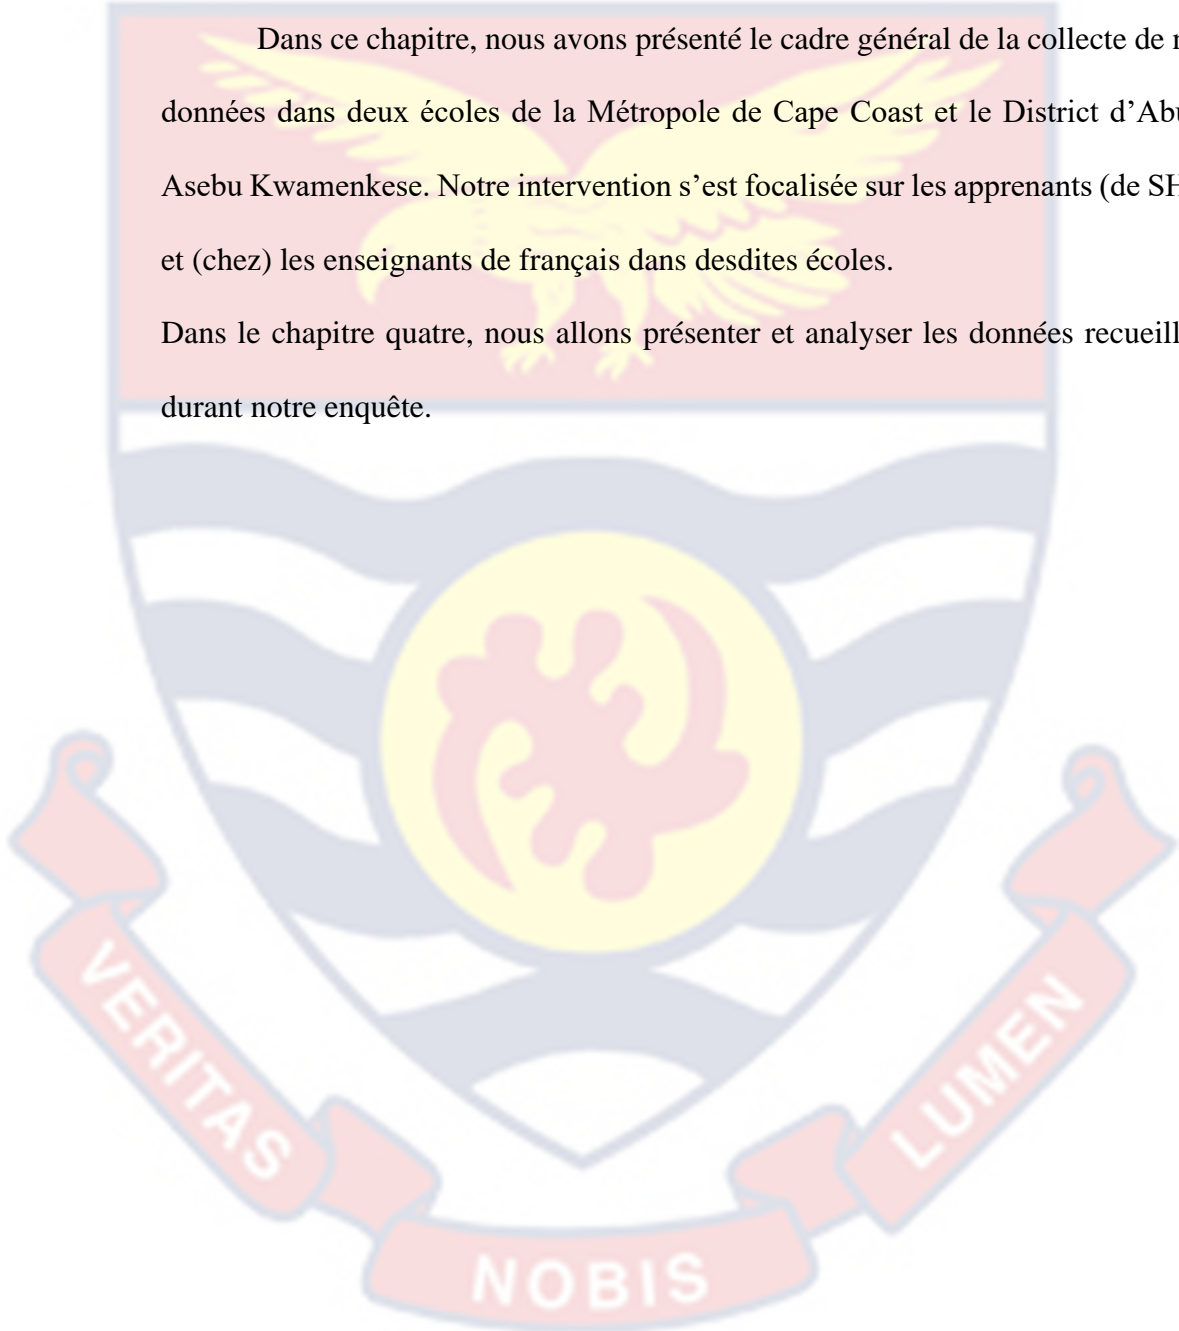 Dans ce chapitre, nous avons présenté le cadre général de la collecte de
données dans deux écoles de la Métropole de Cape Coast et le District
Asebu Kwamenkese. Notre intervention s’est focalisée sur les apprenants (de
et (chez) les enseignants de français dans desdites écoles.
Dans le chapitre quatre, nous allons présenter et analyser les données
durant notre enquête.
VERITAS
NOBIS
LUMEN